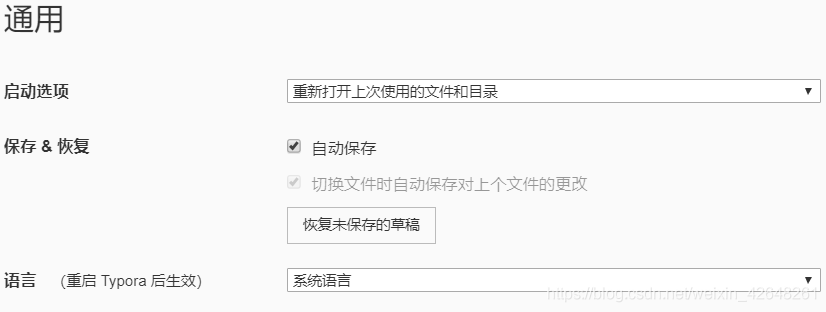 通用
启动选项 重新打开上次使用的文件和目录
保存 & 恢复 自动保存
切换文件时自动保存对上个文件的更改
恢复未保存的草稿
语言 (重启 Typora 后生效) 系统语言
https://blog.csdn.net/weixin_42648261